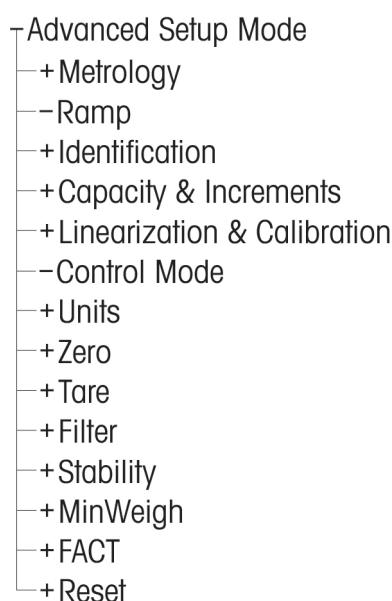 −Advanced Setup Mode
+Metrology
−Ramp
+Identification
+Capacity & Increments
+Linearization & Calibration
−Control Mode
+Units
+Zero
+Tare
+Filter
+Stability
+MinWeigh
+FACT
+Reset